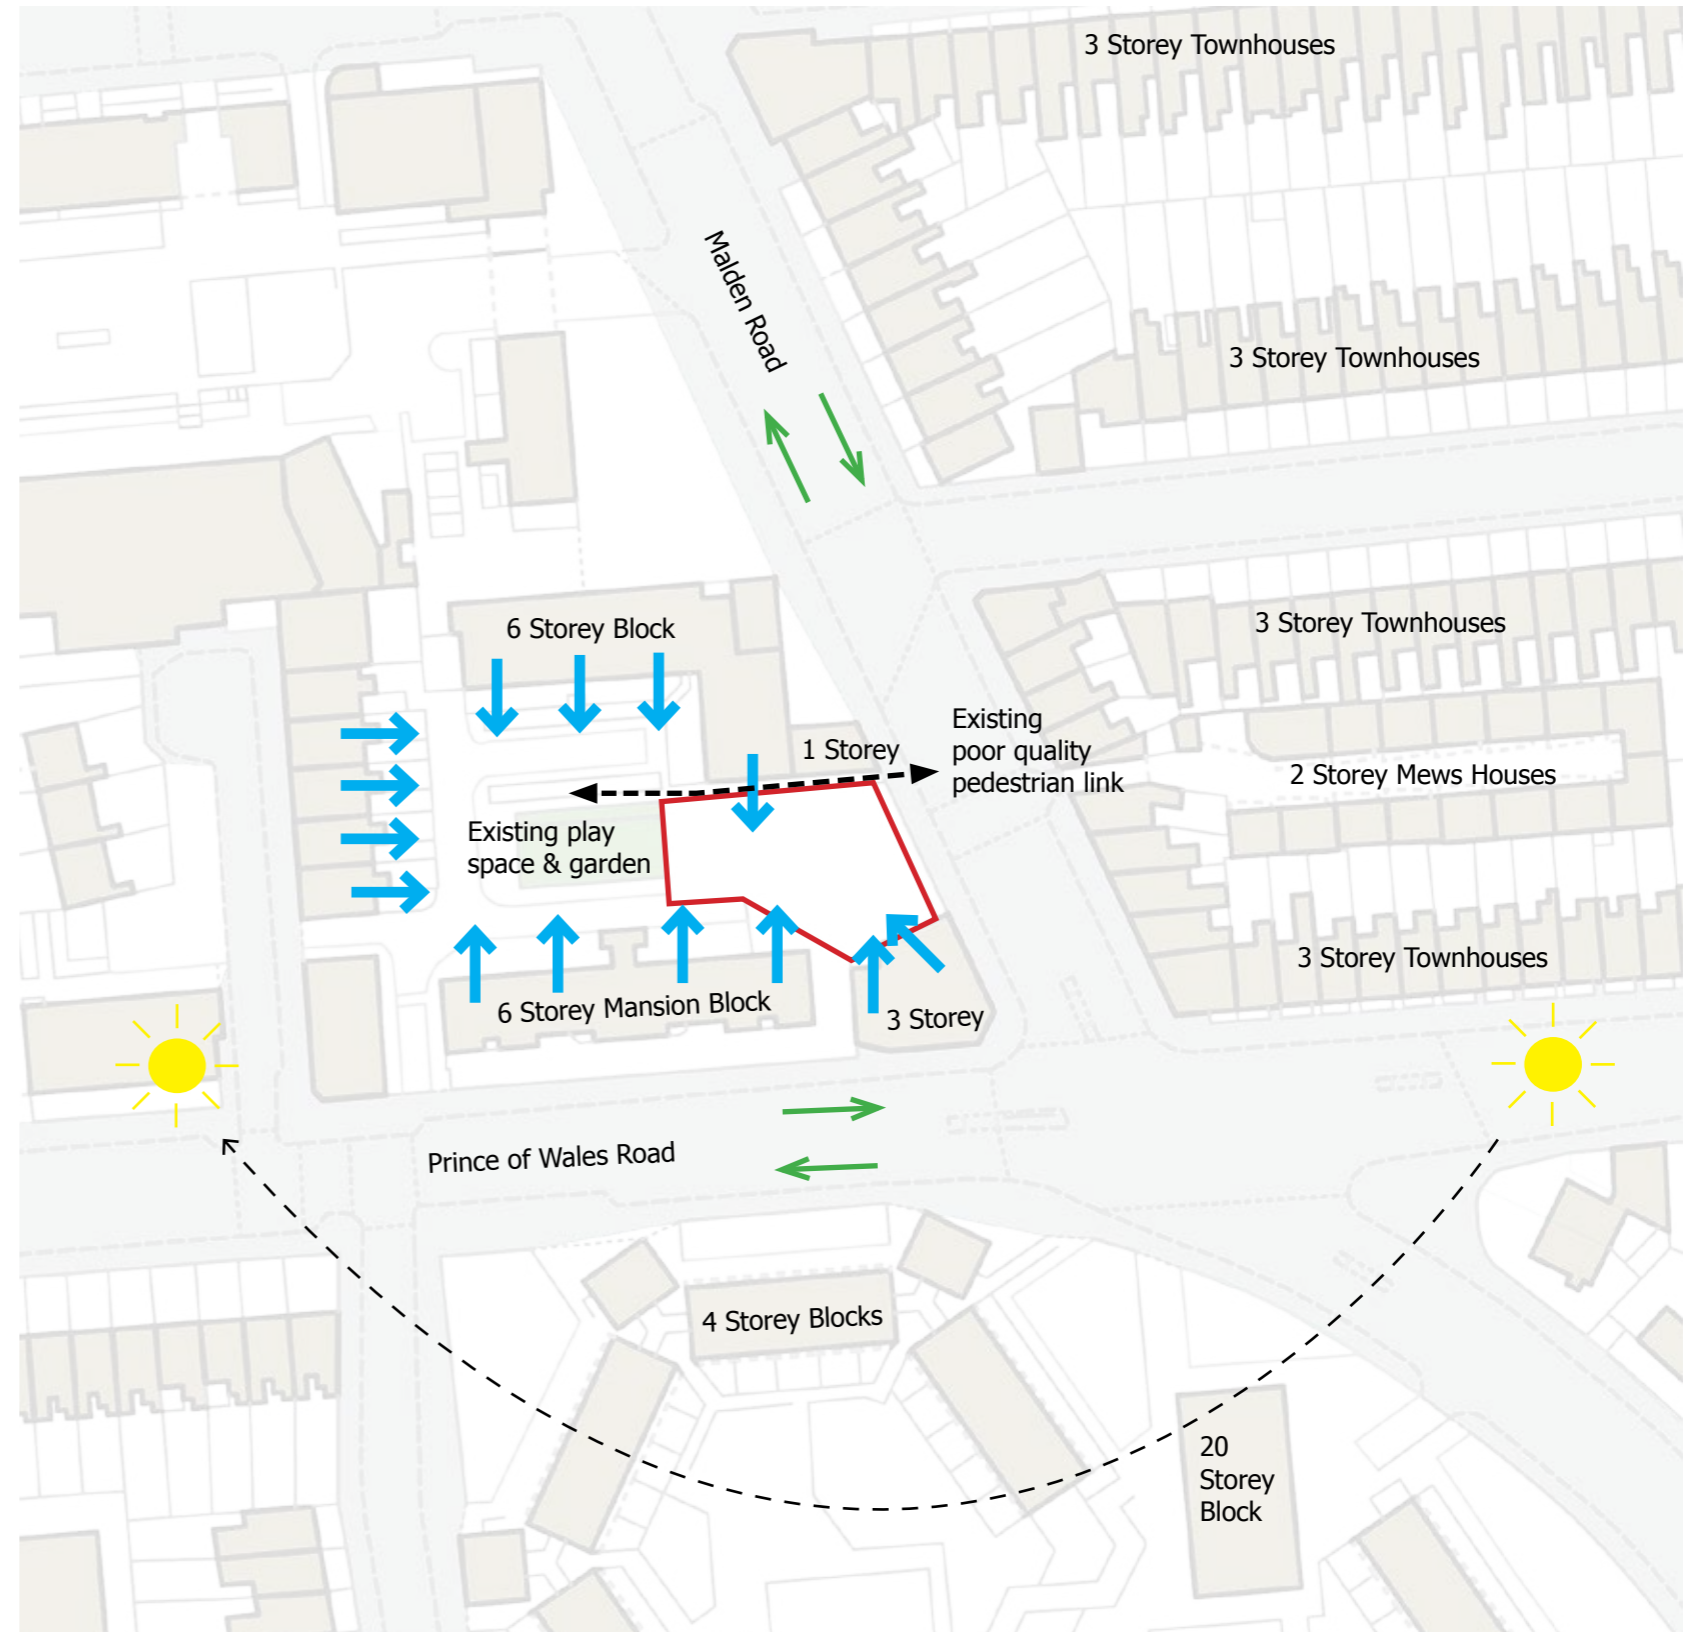 3 Storey Townhouses
Malden Road
3 Storey Townhouses
6 Storey Block
3 Storey Townhouses
1 Storey
Existing
poor quality
pedestrian link
2 Storey Mews Houses
Existing play
space & garden
3 Storey Townhouses
6 Storey Mansion Block
3 Storey
Prince of Wales Road
4 Storey Blocks
20
Storey
Block